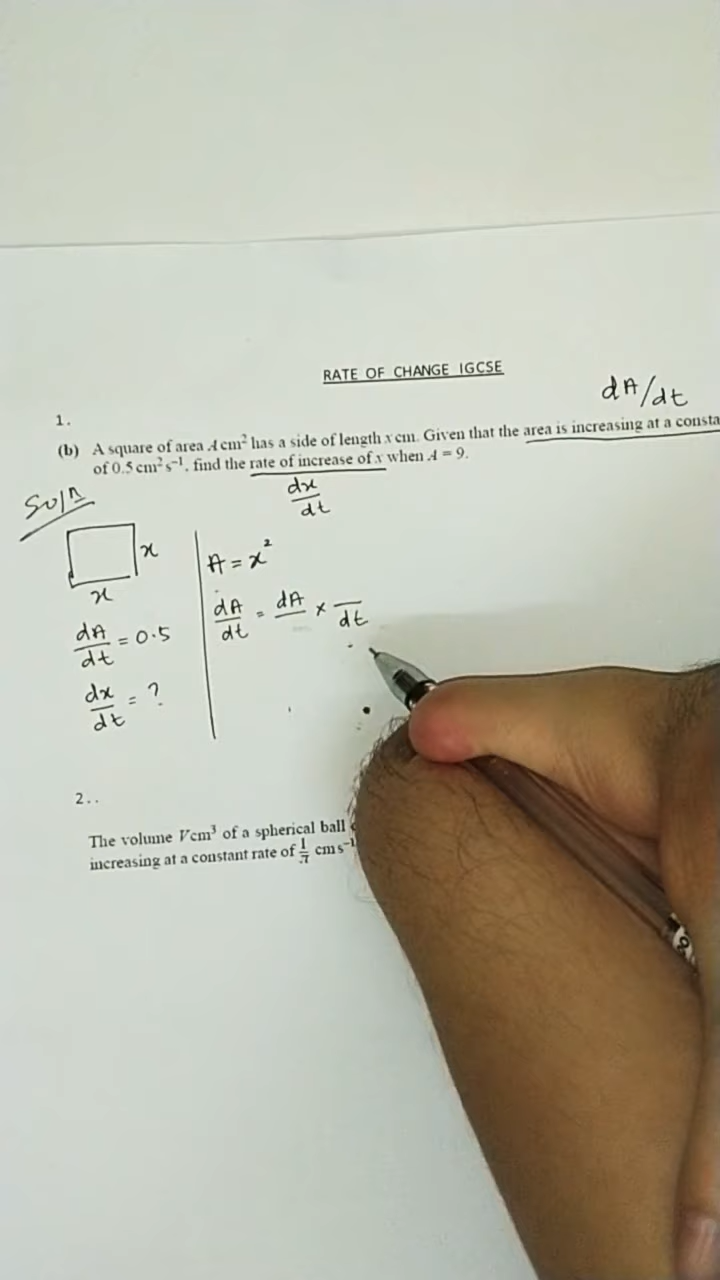 RATE OF CHANGE IGCSE
dA/dt
1.
(b) A square of area A cm² has a side of length x cm. Given that the area is increasing at a consta
of 0.5 cm² s⁻¹, find the rate of increase of x when A = 9.
dx/dt
Soln
x
x
A = x²
dA/dt = dA/ × /dt
dA/dt = 0.5
dx/dt = ?
2..
The volume V cm³ of a spherical ball
increasing at a constant rate of cm s⁻¹